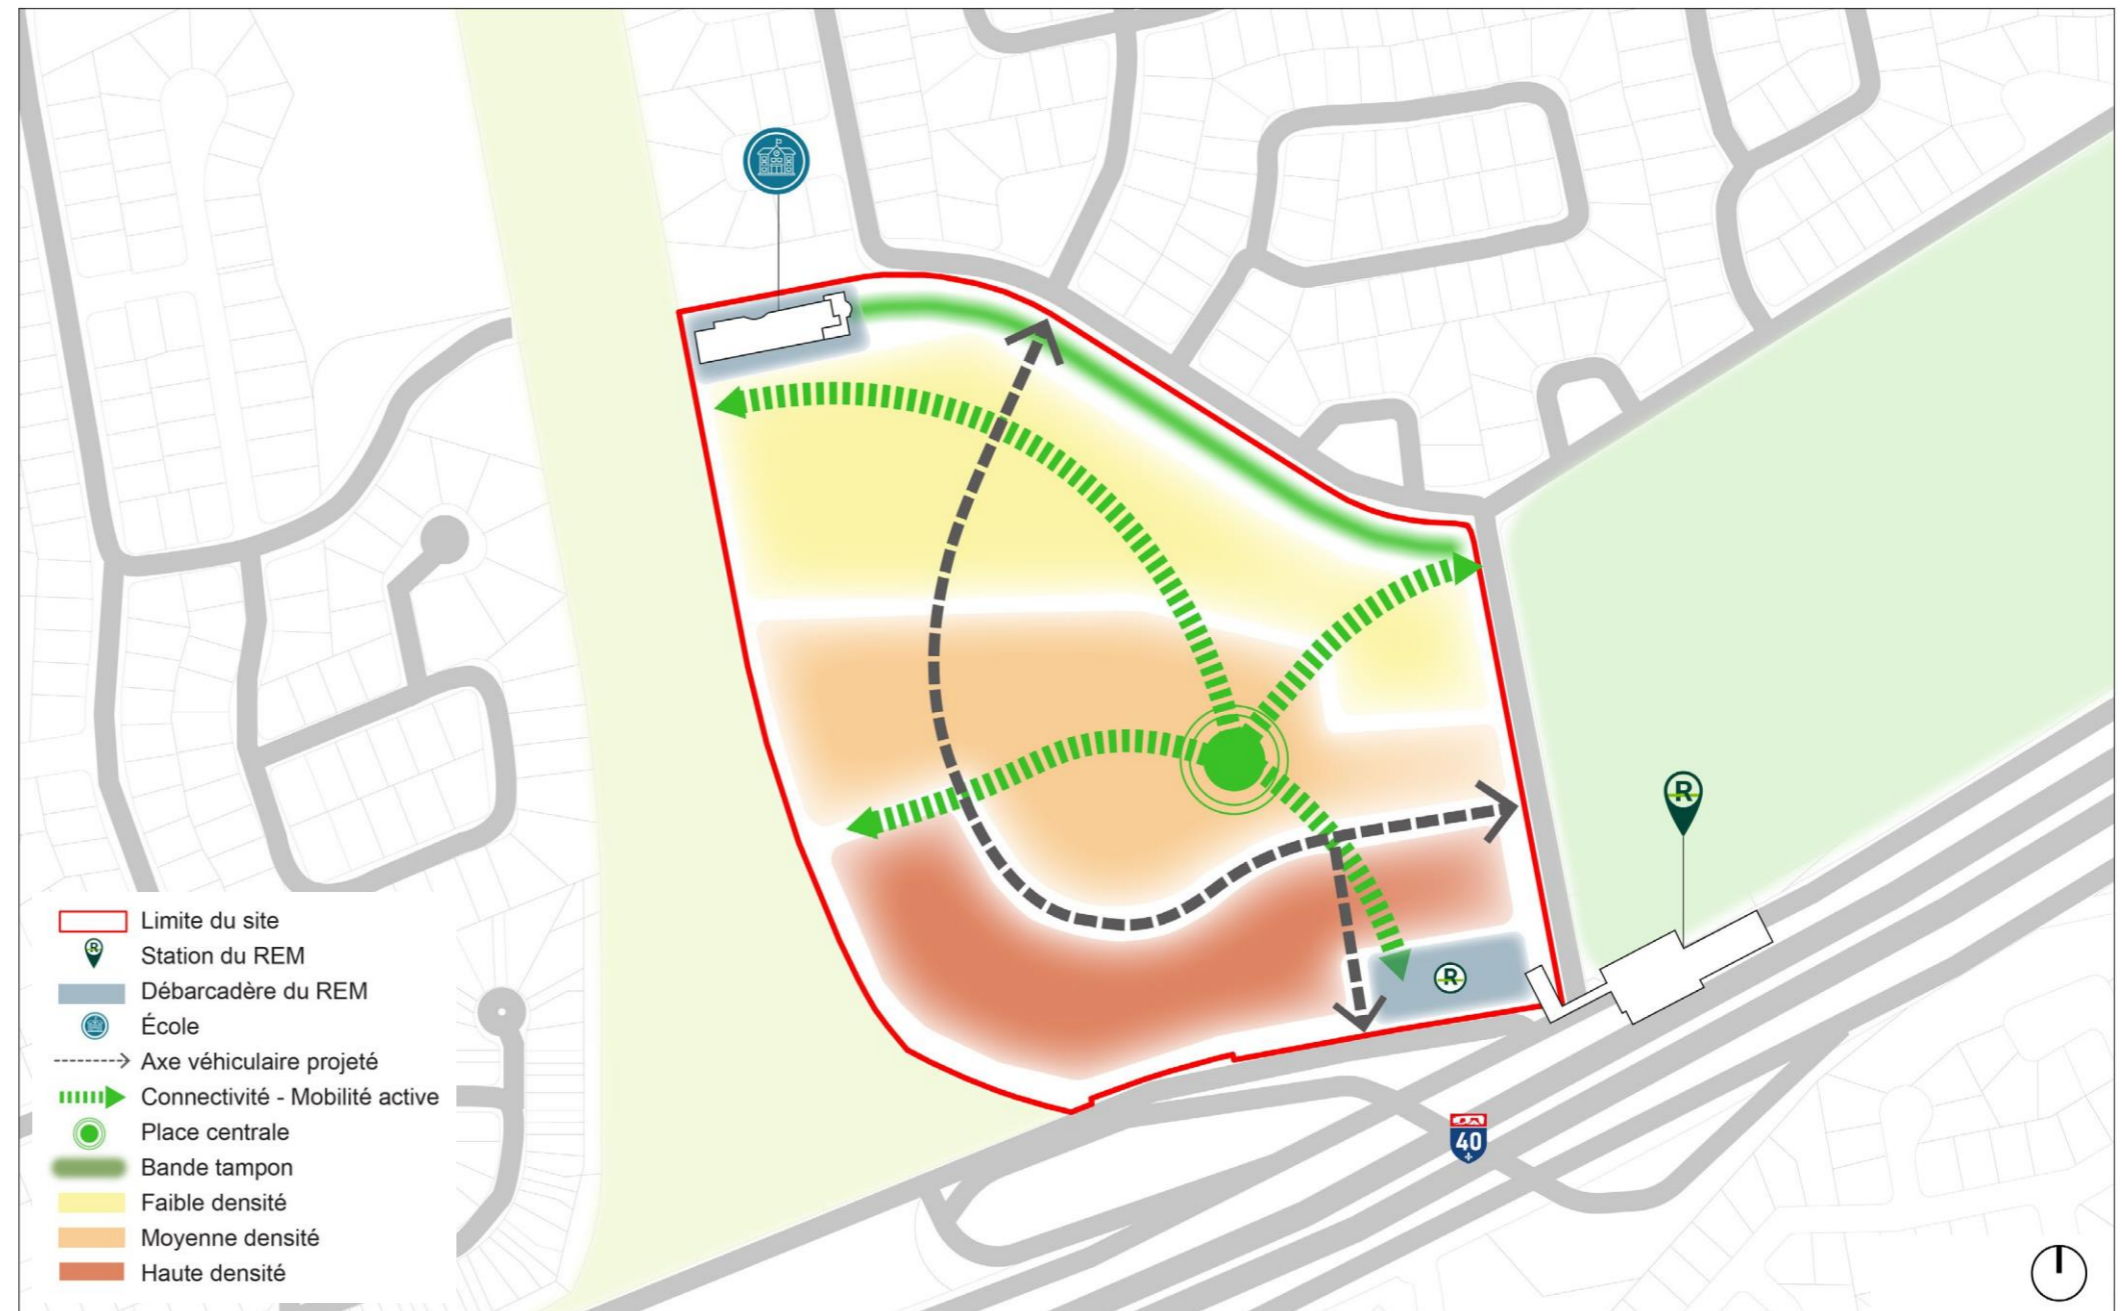 R
R
40
Limite du site
R
Station du REM
Débarcadère du REM
École
Axe véhiculaire projeté
Connectivité - Mobilité active
Place centrale
Bande tampon
Faible densité
Moyenne densité
Haute densité